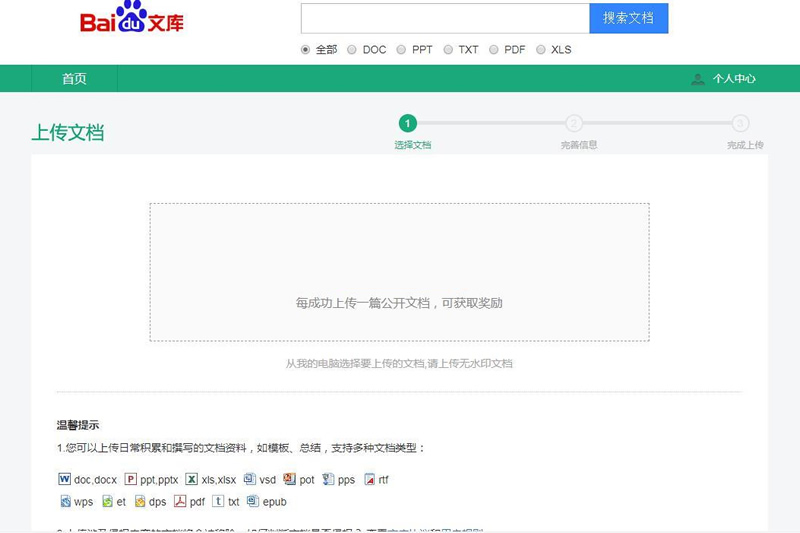 Bai du 文库
搜索文档
全部 DOC PPT TXT PDF XLS
首页 个人中心
上传文档
1 2 3
选择文档 完善信息 完成上传
每成功上传一篇公开文档，可获取奖励
从我的电脑选择要上传的文档,请上传无水印文档
温馨提示
1.您可以上传日常积累和撰写的文档资料，如模板、总结，支持多种文档类型：
doc,docx ppt,pptx xls,xlsx vsd pot pps rtf
wps et dps pdf txt epub